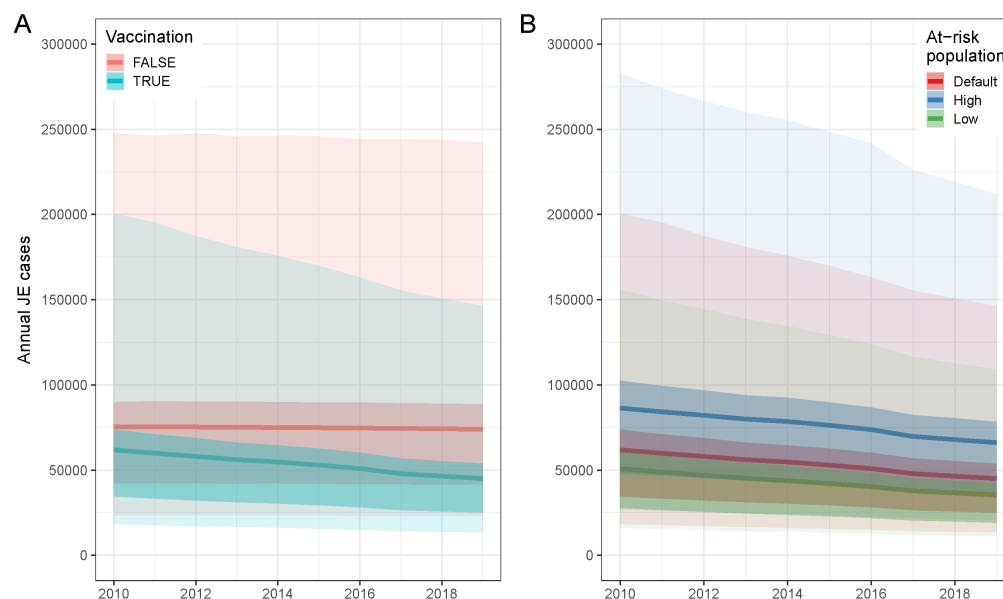 A
Vaccination
FALSE
TRUE
Annual JE cases
300000
250000
200000
150000
100000
50000
0
2010
2012
2014
2016
2018
B
At−risk
population
Default
High
Low
300000
250000
200000
150000
100000
50000
0
2010
2012
2014
2016
2018